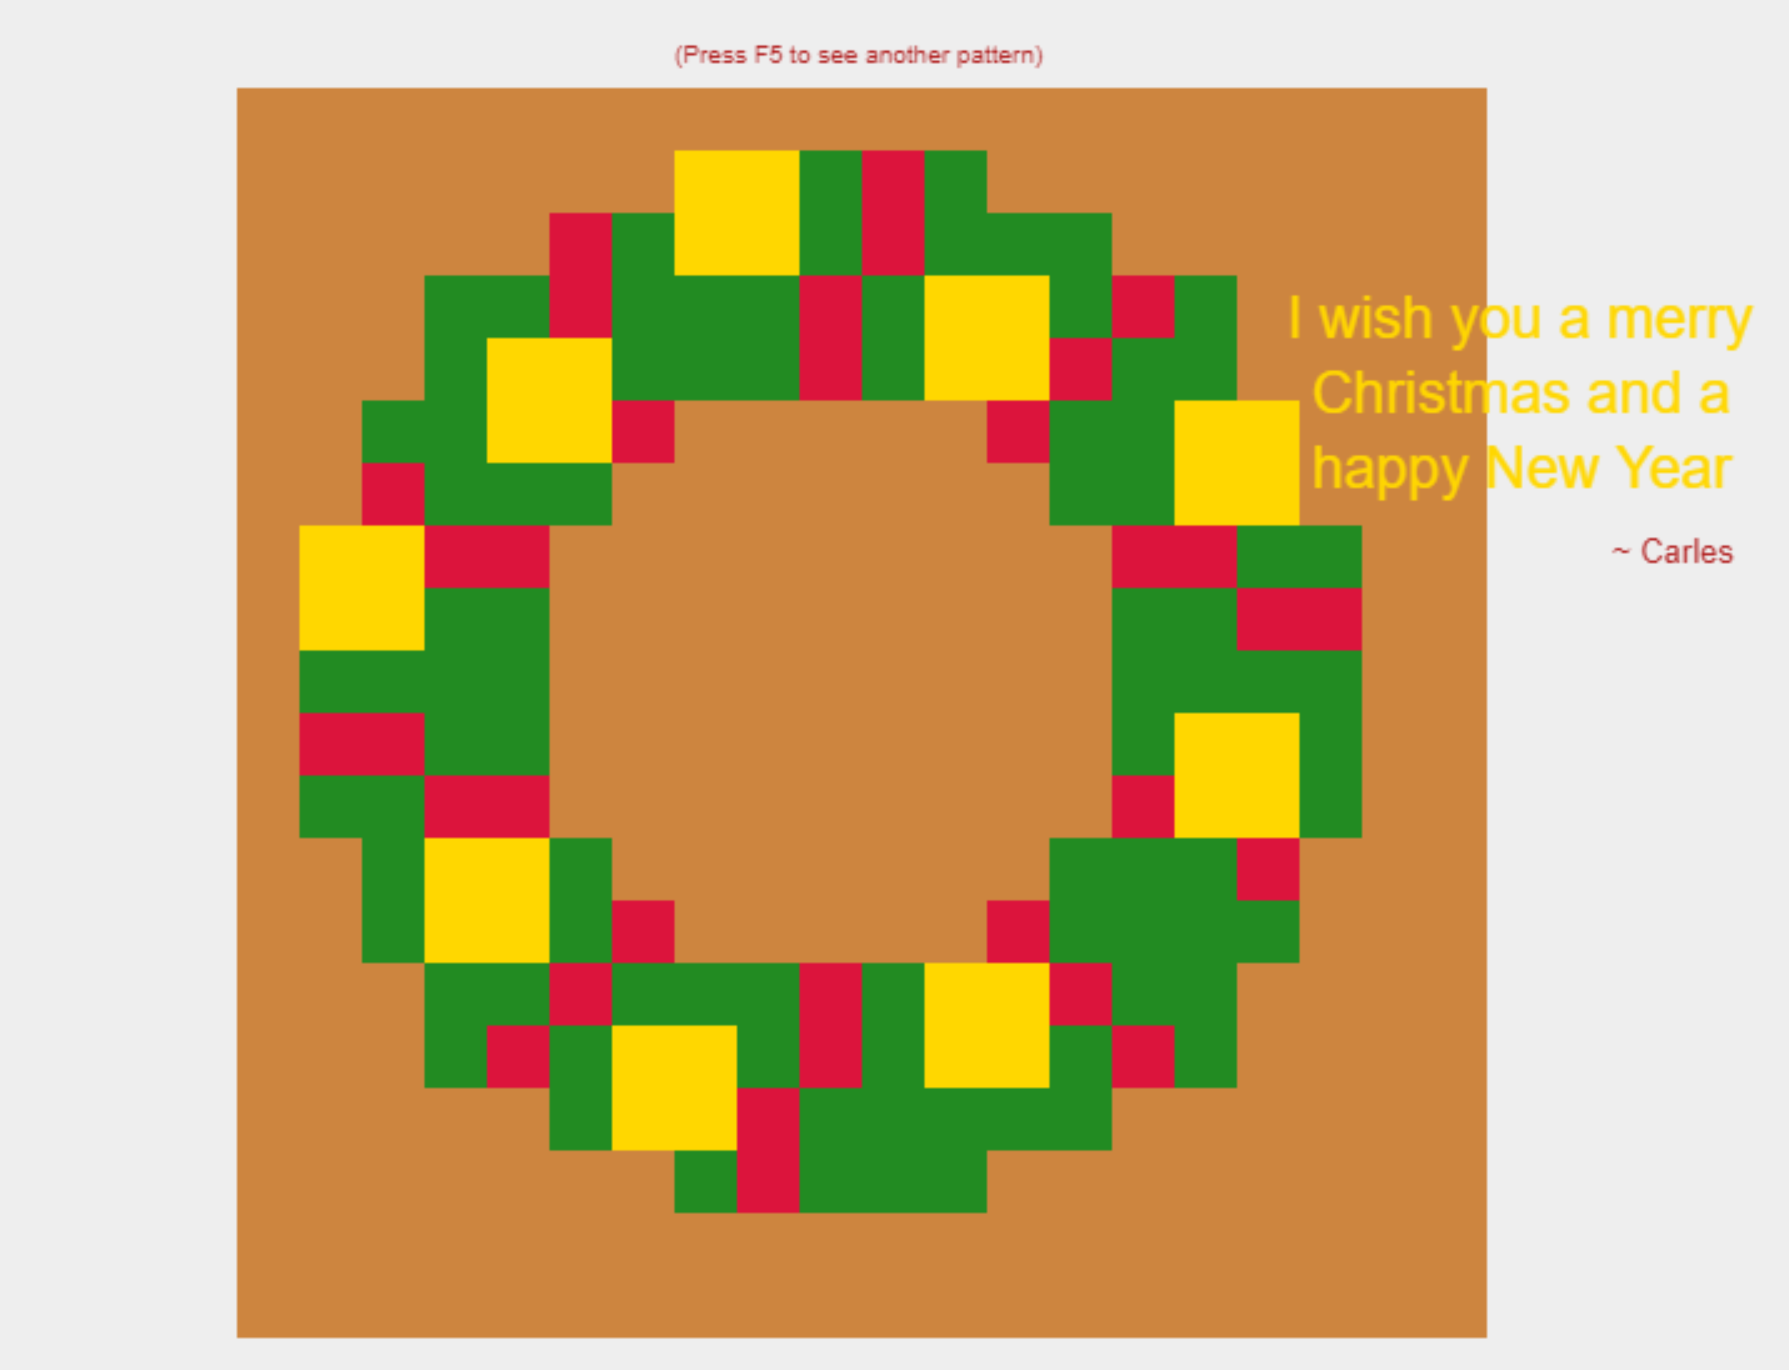 (Press F5 to see another pattern)
I wish you a merry
Christmas and a
happy New Year
~ Carles